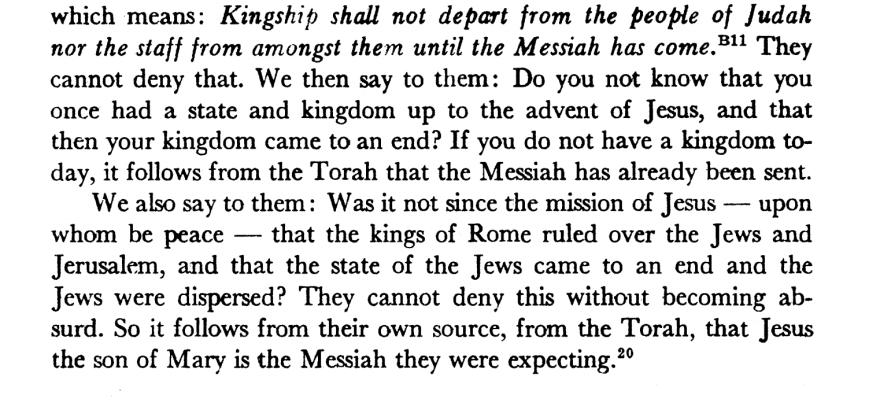 which means: Kingship shall not depart from the people of Judah
nor the staff from amongst them until the Messiah has come.B11 They
cannot deny that. We then say to them: Do you not know that you
once had a state and kingdom up to the advent of Jesus, and that
then your kingdom came to an end? If you do not have a kingdom to-
day, it follows from the Torah that the Messiah has already been sent.
We also say to them: Was it not since the mission of Jesus — upon
whom be peace — that the kings of Rome ruled over the Jews and
Jerusalem, and that the state of the Jews came to an end and the
Jews were dispersed? They cannot deny this without becoming ab-
surd. So it follows from their own source, from the Torah, that Jesus
the son of Mary is the Messiah they were expecting.20